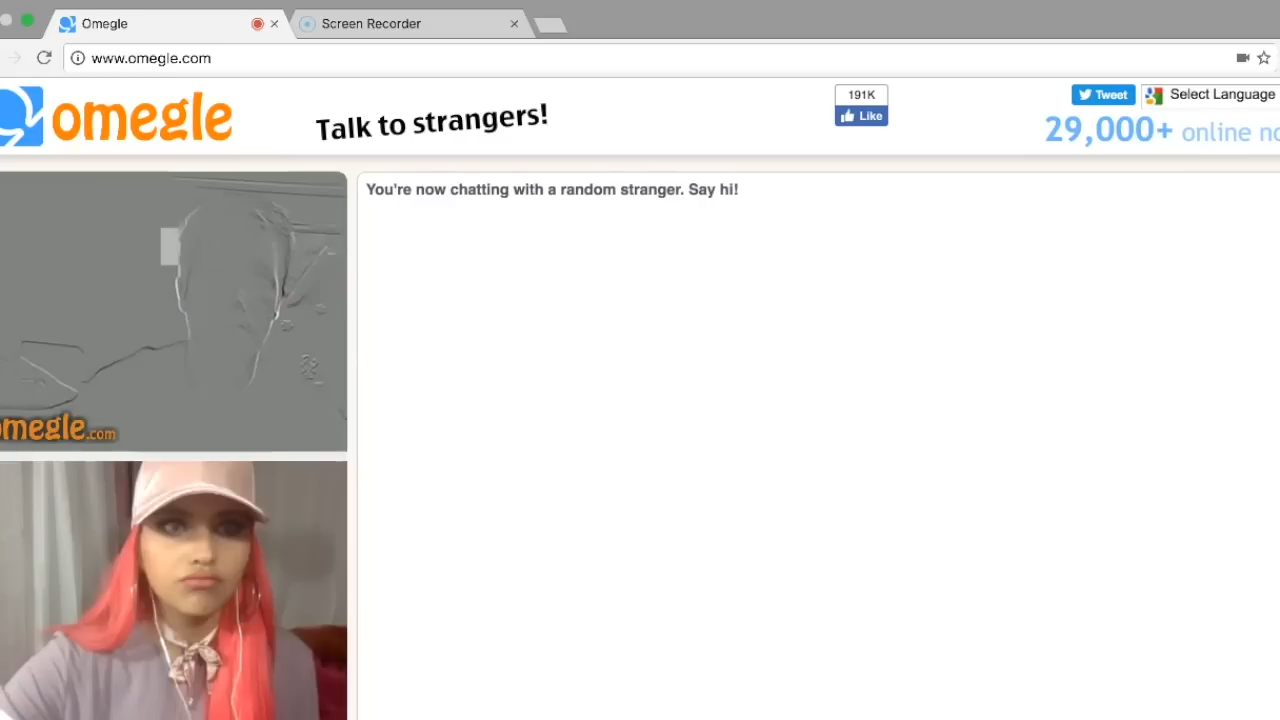 Omegle
Screen Recorder
www.omegle.com
omegle
Talk to strangers!
191K
Like
Tweet
Select Language
29,000+ online no
You're now chatting with a random stranger. Say hi!
omegle.com